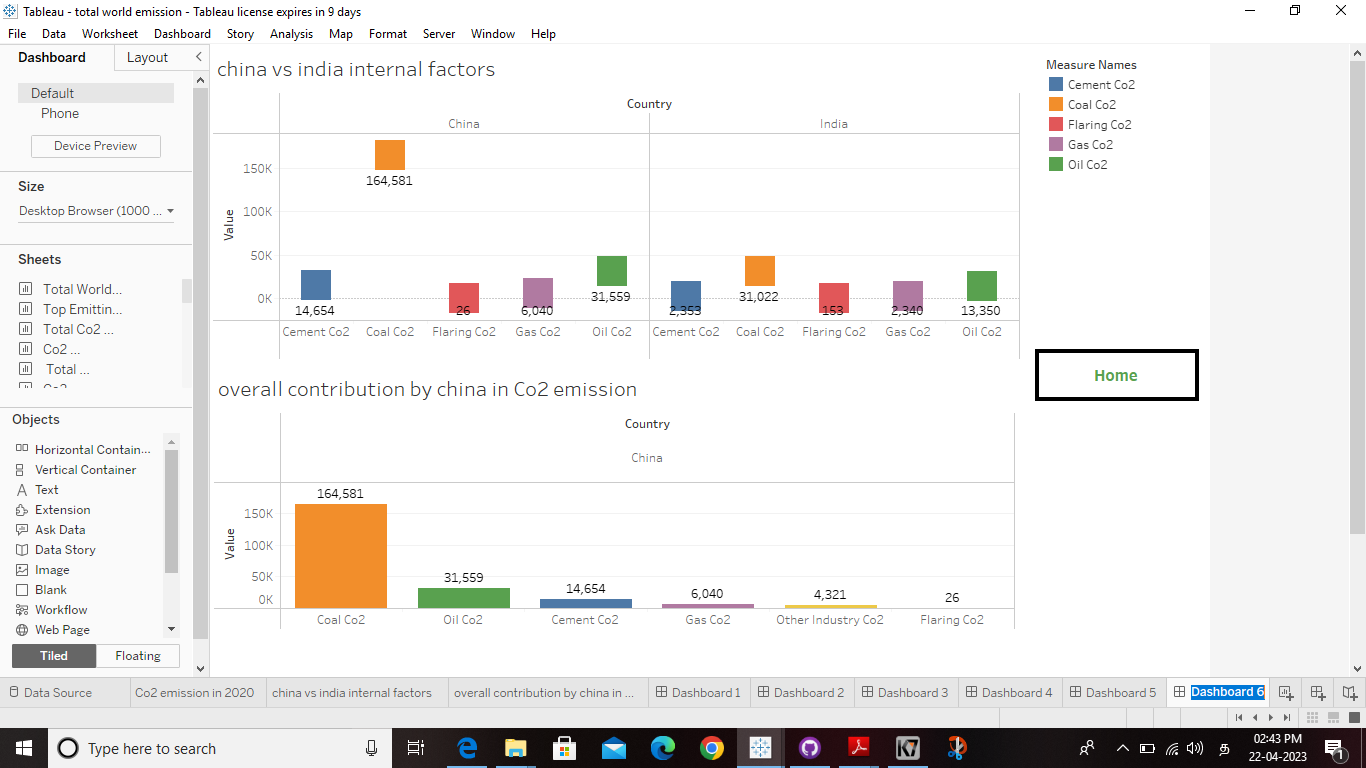 Tableau - total world emission - Tableau license expires in 9 days
File Data Worksheet Dashboard Story Analysis Map Format Server Window Help
Dashboard Layout
Default
Phone
Device Preview
Size
Desktop Browser (1000 ...
Sheets
Total World...
Top Emittin...
Total Co2 ...
Co2 ...
Total ...
Objects
Horizontal Contain...
Vertical Container
Text
Extension
Ask Data
Data Story
Image
Blank
Workflow
Web Page
Tiled Floating
china vs india internal factors
Country
China India
Value
150K
100K
50K
0K
164,581
14,654 26 6,040 31,559 2,353 31,022 153 2,340 13,350
Cement Co2 Coal Co2 Flaring Co2 Gas Co2 Oil Co2 Cement Co2 Coal Co2 Flaring Co2 Gas Co2 Oil Co2
Measure Names
Cement Co2
Coal Co2
Flaring Co2
Gas Co2
Oil Co2
Home
overall contribution by china in Co2 emission
Country
China
Value
150K
100K
50K
0K
164,581 31,559 14,654 6,040 4,321 26
Coal Co2 Oil Co2 Cement Co2 Gas Co2 Other Industry Co2 Flaring Co2
Data Source Co2 emission in 2020 china vs india internal factors overall contribution by china in ... Dashboard 1 Dashboard 2 Dashboard 3 Dashboard 4 Dashboard 5 Dashboard 6
Type here to search
02:43 PM
22-04-2023
1